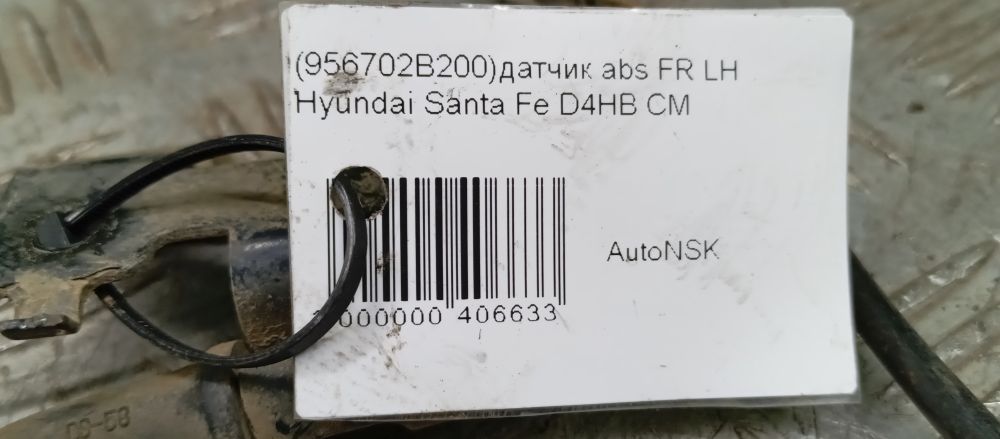 (956702B200)датчик abs FR LH
Hyundai Santa Fe D4HB CM
AutoNSK
000000 406633